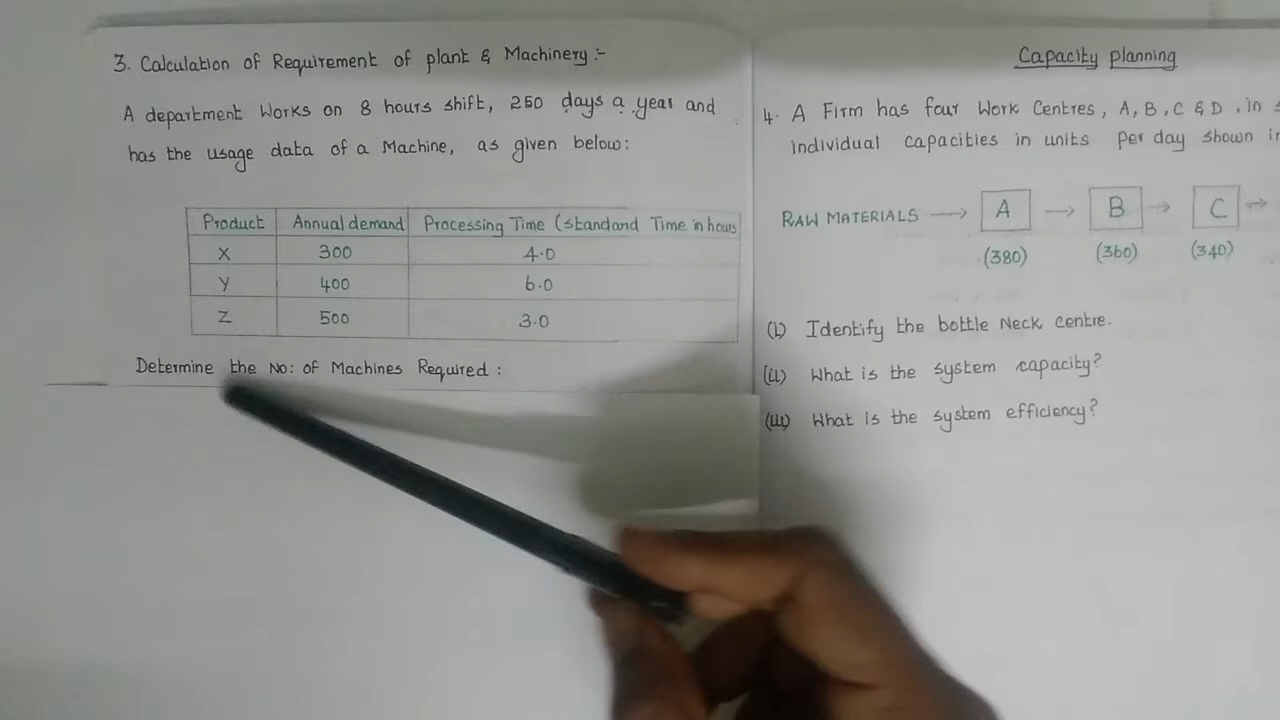 3. Calculation of Requirement of plant & Machinery :-
A department Works on 8 hours shift, 250 days a year and
has the usage data of a Machine, as given below:
Product Annual demand Processing Time (standard Time in hours
X 300 4.0
Y 400 6.0
Z 500 3.0
Determine the No: of Machines Required :
Capacity planning
4. A Firm has four Work Centres, A, B, C & D, in
individual capacities in units per day shown in
RAW MATERIALS → A → B → C →
(380) (360) (340)
(i) Identify the bottle Neck centre.
(ii) What is the system capacity?
(iii) What is the system efficiency?